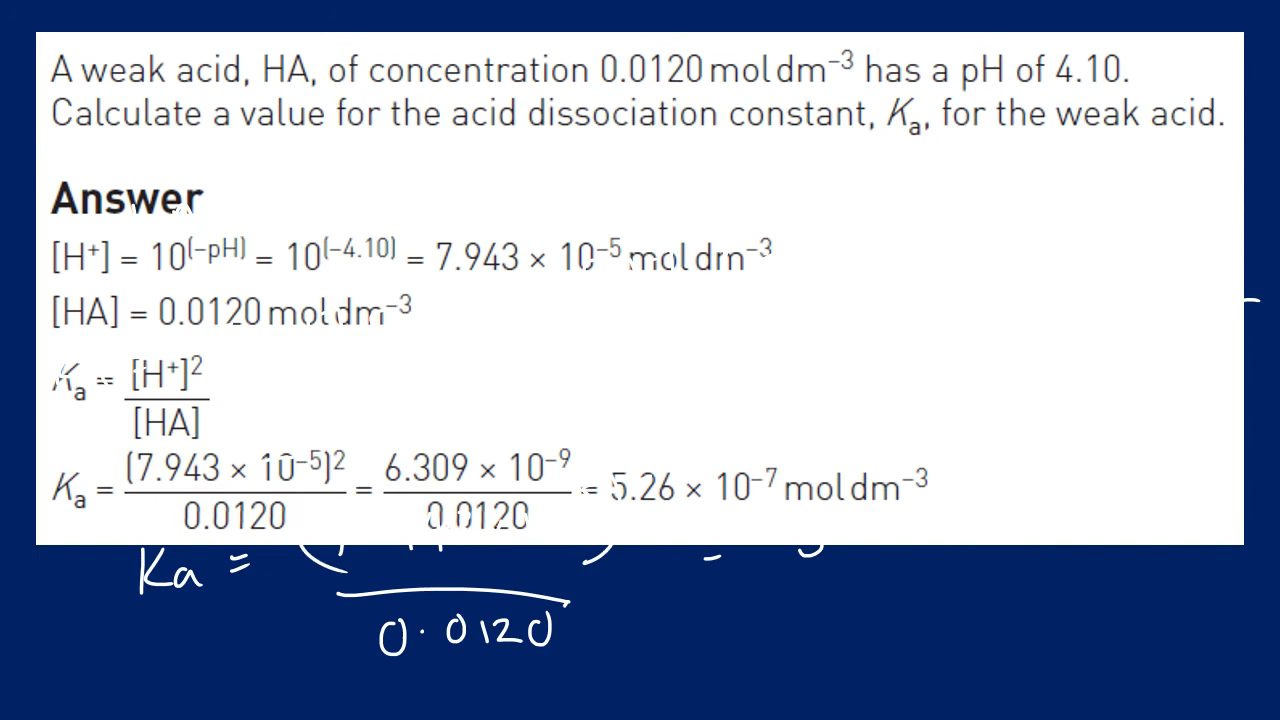 A weak acid, HA, of concentration 0.0120 mol dm⁻³ has a pH of 4.10.
Calculate a value for the acid dissociation constant, Kₐ, for the weak acid.
Answer
[H⁺] = 10⁽⁻ᵖᴴ⁾ = 10⁽⁻⁴·¹⁰⁾ = 7.943 × 10⁻⁵ mol dm⁻³
[HA] = 0.0120 mol dm⁻³
Kₐ = [H⁺]² / [HA]
Kₐ = (7.943 × 10⁻⁵)² / 0.0120 = 6.309 × 10⁻⁹ / 0.0120 = 5.26 × 10⁻⁷ mol dm⁻³
Ka =
0.0120